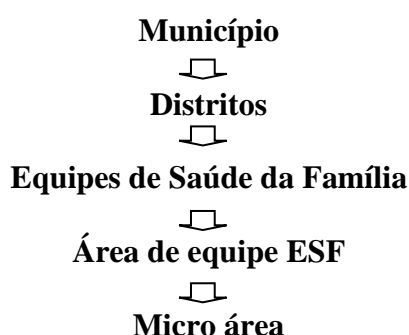 Município
Distritos
Equipes de Saúde da Família
Área de equipe ESF
Micro área